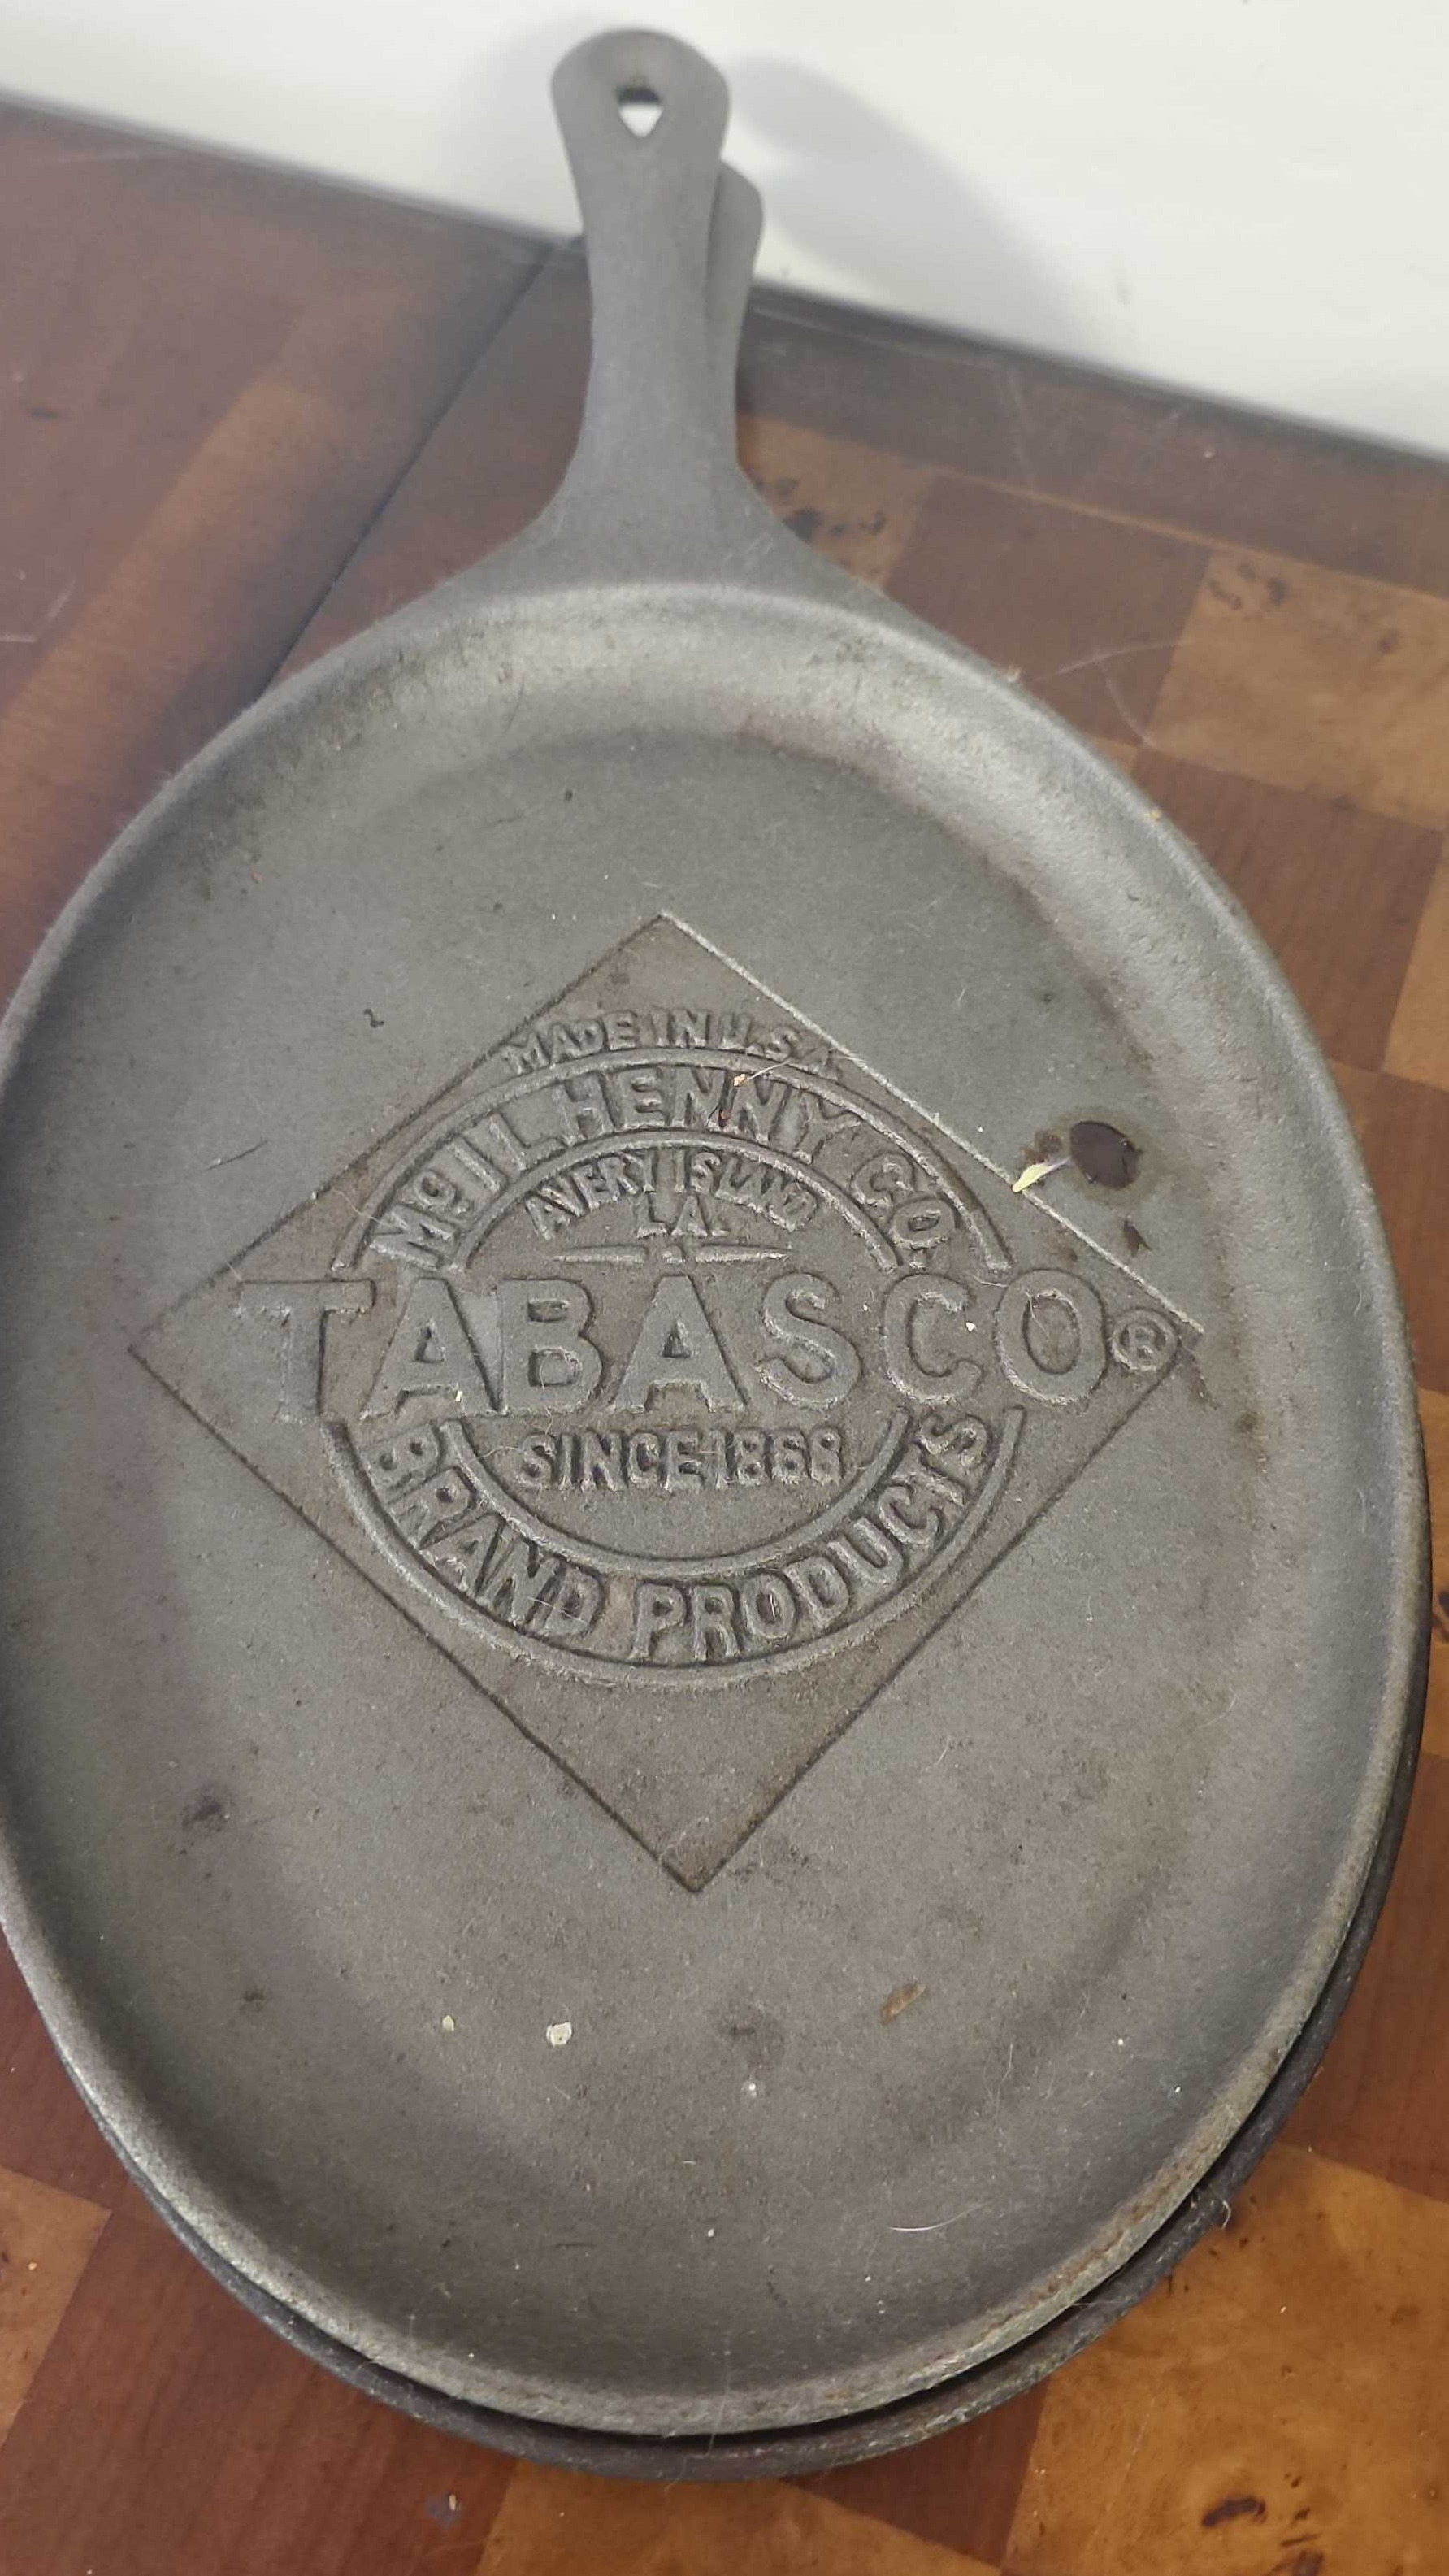 MADE IN U.S.A.
McILHENNY CO.
AVERY ISLAND
LA.
TABASCO®
SINCE 1868
BRAND PRODUCTS